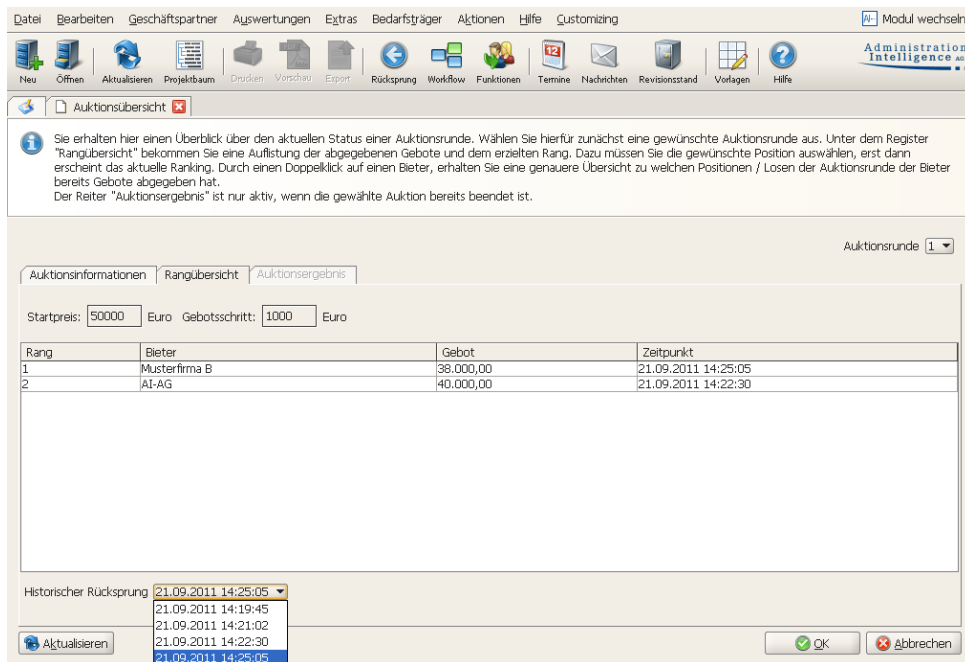 Datei Bearbeiten Geschäftspartner Auswertungen Extras Bedarfsträger Aktionen Hilfe Customizing
AI- Modul wechseln
Neu Öffnen Aktualisieren Projektbaum Drucken Vorschau Export Rücksprung Workflow Funktionen Termine Nachrichten Revisionsstand Vorlagen Hilfe
12
Administration
Intelligence AG
Auktionsübersicht
Sie erhalten hier einen Überblick über den aktuellen Status einer Auktionsrunde. Wählen Sie hierfür zunächst eine gewünschte Auktionsrunde aus. Unter dem Register
"Rangübersicht" bekommen Sie eine Auflistung der abgegebenen Gebote und dem erzielten Rang. Dazu müssen Sie die gewünschte Position auswählen, erst dann
erscheint das aktuelle Ranking. Durch einen Doppelklick auf einen Bieter, erhalten Sie eine genauere Übersicht zu welchen Positionen / Losen der Auktionsrunde der Bieter
bereits Gebote abgegeben hat.
Der Reiter "Auktionsergebnis" ist nur aktiv, wenn die gewählte Auktion bereits beendet ist.
Auktionsrunde 1
Auktionsinformationen Rangübersicht Auktionsergebnis
Startpreis: 50000 Euro Gebotsschritt: 1000 Euro
Rang Bieter Gebot Zeitpunkt
1 Musterfirma B 38.000,00 21.09.2011 14:25:05
2 AI-AG 40.000,00 21.09.2011 14:22:30
Historischer Rücksprung 21.09.2011 14:25:05
21.09.2011 14:19:45
21.09.2011 14:21:02
21.09.2011 14:22:30
21.09.2011 14:25:05
Aktualisieren OK Abbrechen